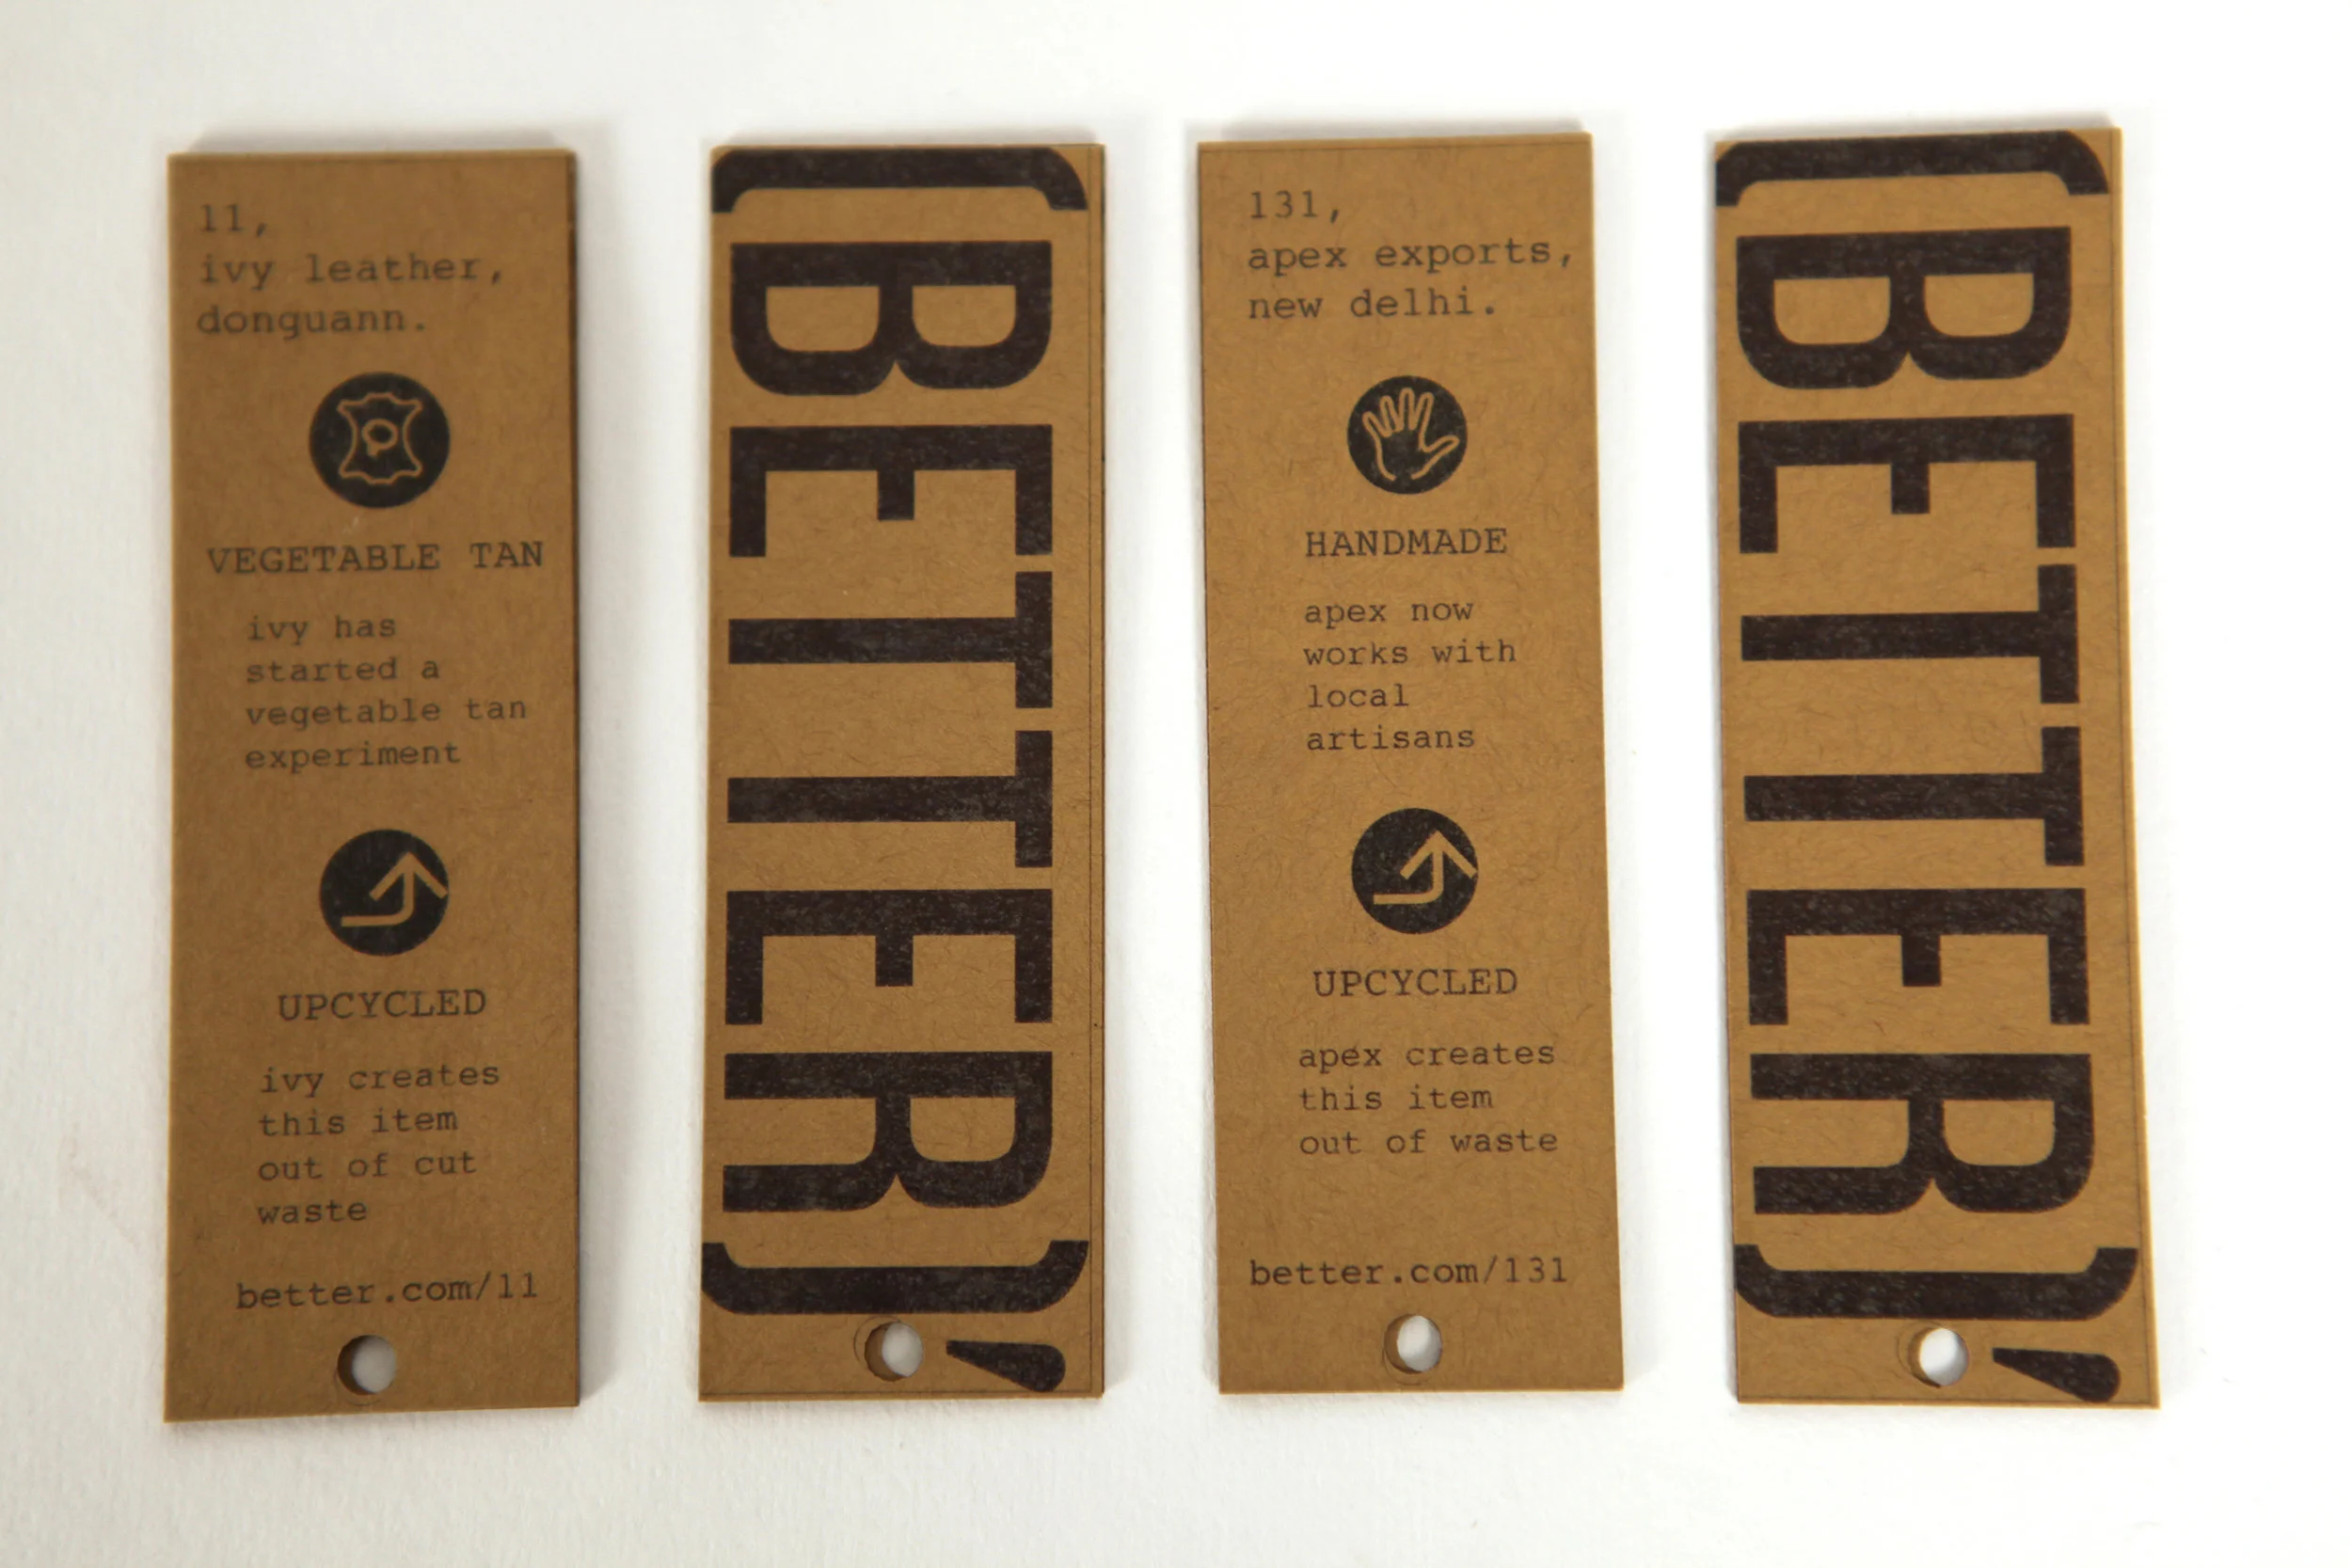 11,
ivy leather,
donguann.
VEGETABLE TAN
ivy has
started a
vegetable tan
experiment
UPCYCLED
ivy creates
this item
out of cut
waste
better.com/11
[BETTER]'
131,
apex exports,
new delhi.
HANDMADE
apex now
works with
local
artisans
UPCYCLED
apex creates
this item
out of waste
better.com/131
[BETTER]'